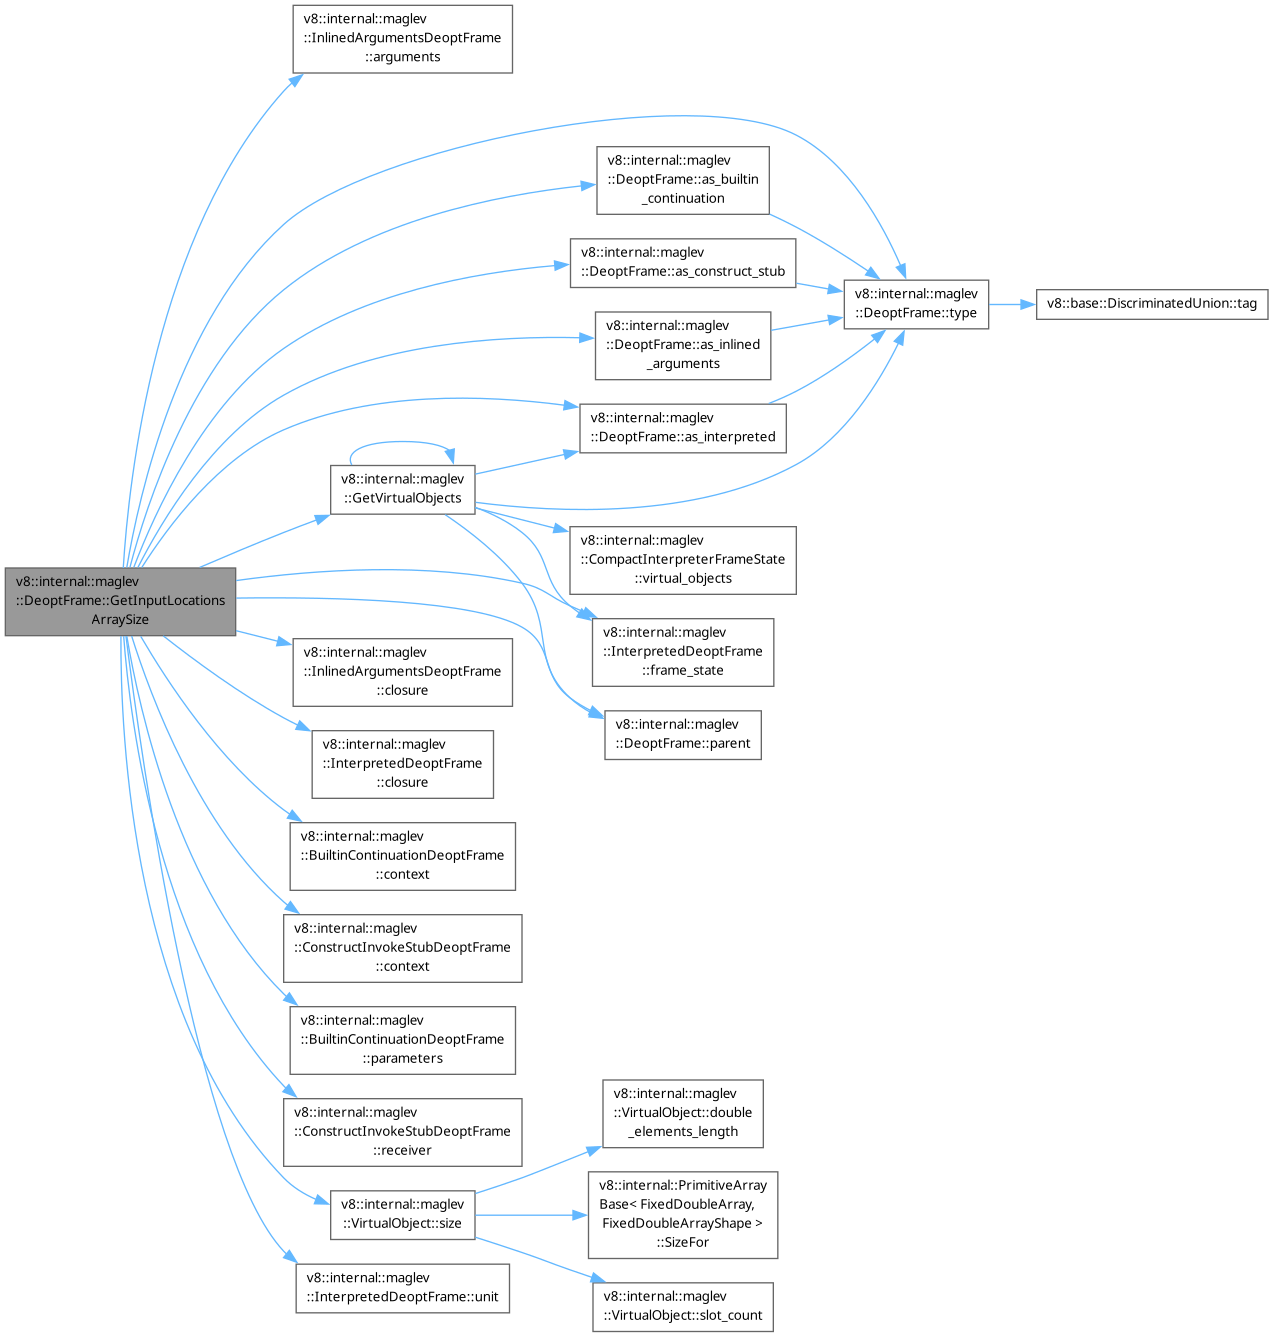 v8::internal::maglev
::InlinedArgumentsDeoptFrame
::arguments
v8::internal::maglev
::DeoptFrame::as_builtin
_continuation
v8::internal::maglev
::DeoptFrame::as_construct_stub
v8::internal::maglev
::DeoptFrame::type
v8::base::DiscriminatedUnion::tag
v8::internal::maglev
::DeoptFrame::as_inlined
_arguments
v8::internal::maglev
::DeoptFrame::as_interpreted
v8::internal::maglev
::GetVirtualObjects
v8::internal::maglev
::CompactInterpreterFrameState
::virtual_objects
v8::internal::maglev
::DeoptFrame::GetInputLocations
ArraySize
v8::internal::maglev
::InterpretedDeoptFrame
::frame_state
v8::internal::maglev
::InlinedArgumentsDeoptFrame
::closure
v8::internal::maglev
::DeoptFrame::parent
v8::internal::maglev
::InterpretedDeoptFrame
::closure
v8::internal::maglev
::BuiltinContinuationDeoptFrame
::context
v8::internal::maglev
::ConstructInvokeStubDeoptFrame
::context
v8::internal::maglev
::BuiltinContinuationDeoptFrame
::parameters
v8::internal::maglev
::ConstructInvokeStubDeoptFrame
::receiver
v8::internal::maglev
::VirtualObject::double
_elements_length
v8::internal::maglev
::VirtualObject::size
v8::internal::PrimitiveArray
Base< FixedDoubleArray,
FixedDoubleArrayShape >
::SizeFor
v8::internal::maglev
::InterpretedDeoptFrame::unit
v8::internal::maglev
::VirtualObject::slot_count